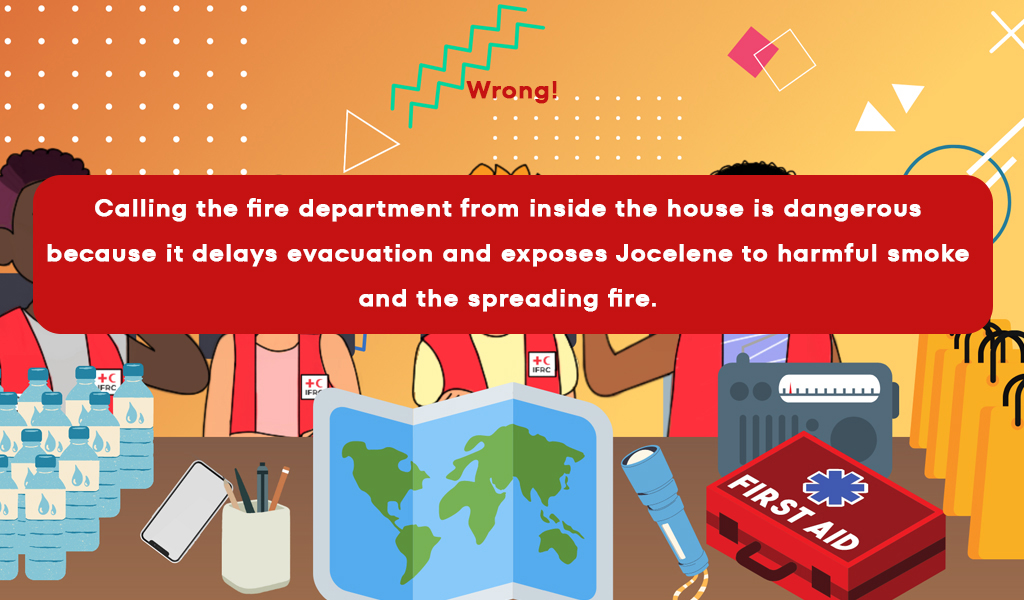 Wrong!
Calling the fire department from inside the house is dangerous
because it delays evacuation and exposes Jocelene to harmful smoke
and the spreading fire.
IFRC
IFRC
IFRC
FIRST AID